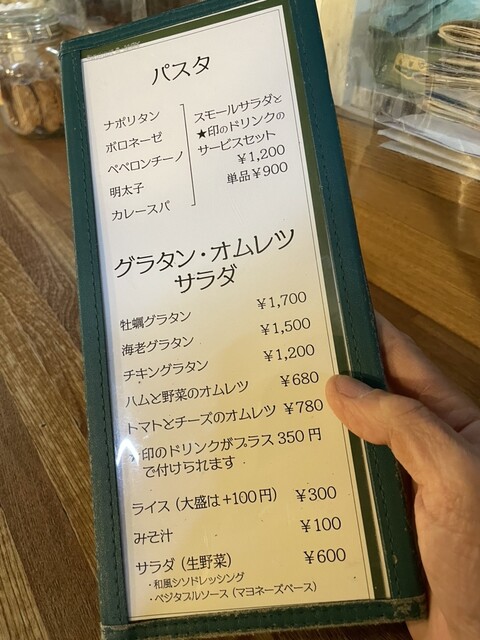 パスタ
ナポリタン
ボロネーゼ
ペペロンチーノ
明太子
カレースパ
スモールサラダと
★印のドリンクの
サービスセット
¥1,200
単品¥900
グラタン・オムレツ
サラダ
牡蠣グラタン ¥1,700
海老グラタン ¥1,500
チキングラタン ¥1,200
ハムと野菜のオムレツ ¥680
トマトとチーズのオムレツ ¥780
印のドリンクがプラス350円
で付けられます
ライス(大盛は+100円) ¥300
みそ汁 ¥100
サラダ(生野菜) ¥600
・和風シソドレッシング
・ベジタブルソース(マヨネーズベース)